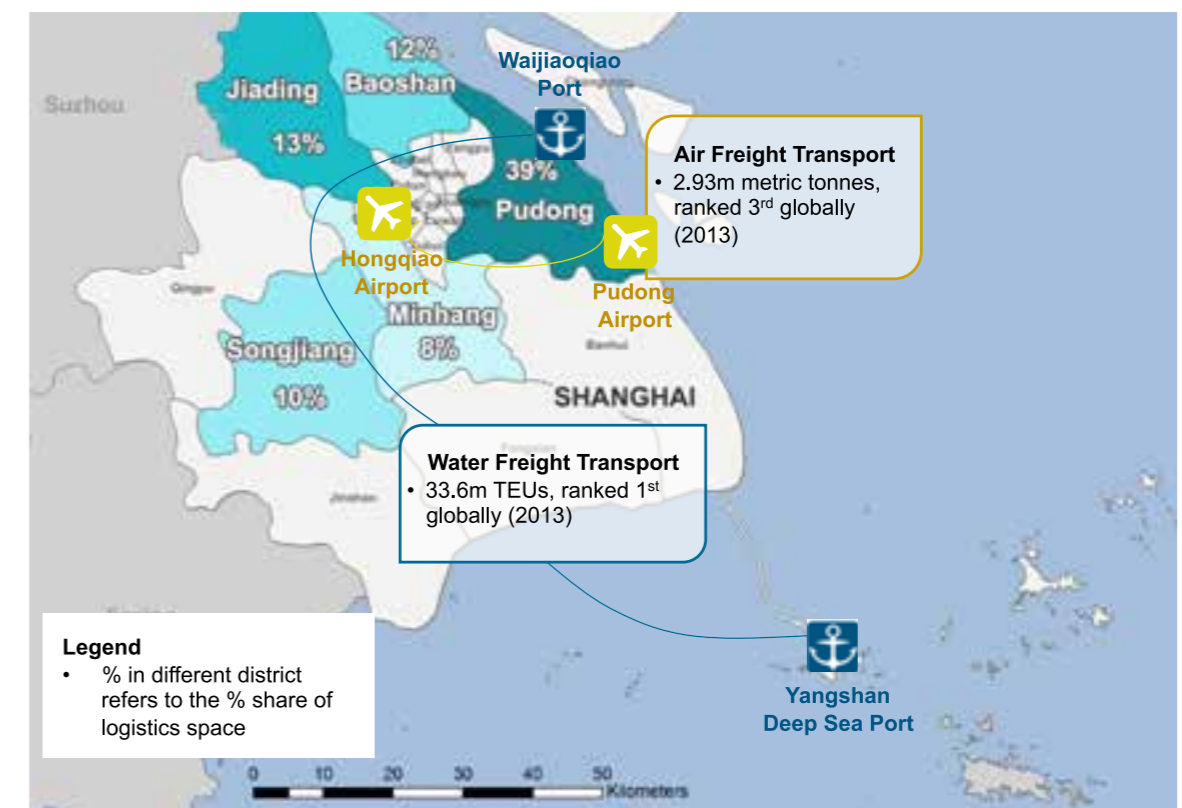 12%
Baoshan
Jiading
13%
Suzhou
Waijiaoqiao
Port
39%
Pudong
Air Freight Transport
• 2.93m metric tonnes,
ranked 3rd globally
(2013)
Hongqiao
Airport
Pudong
Airport
Qingpu
Minhang
8%
Songjiang
10%
Nanhui
SHANGHAI
Water Freight Transport
• 33.6m TEUs, ranked 1st
globally (2013)
Jinshan
Legend
• % in different district
refers to the % share of
logistics space
Yangshan
Deep Sea Port
0 10 20 30 40 50
Kilometers